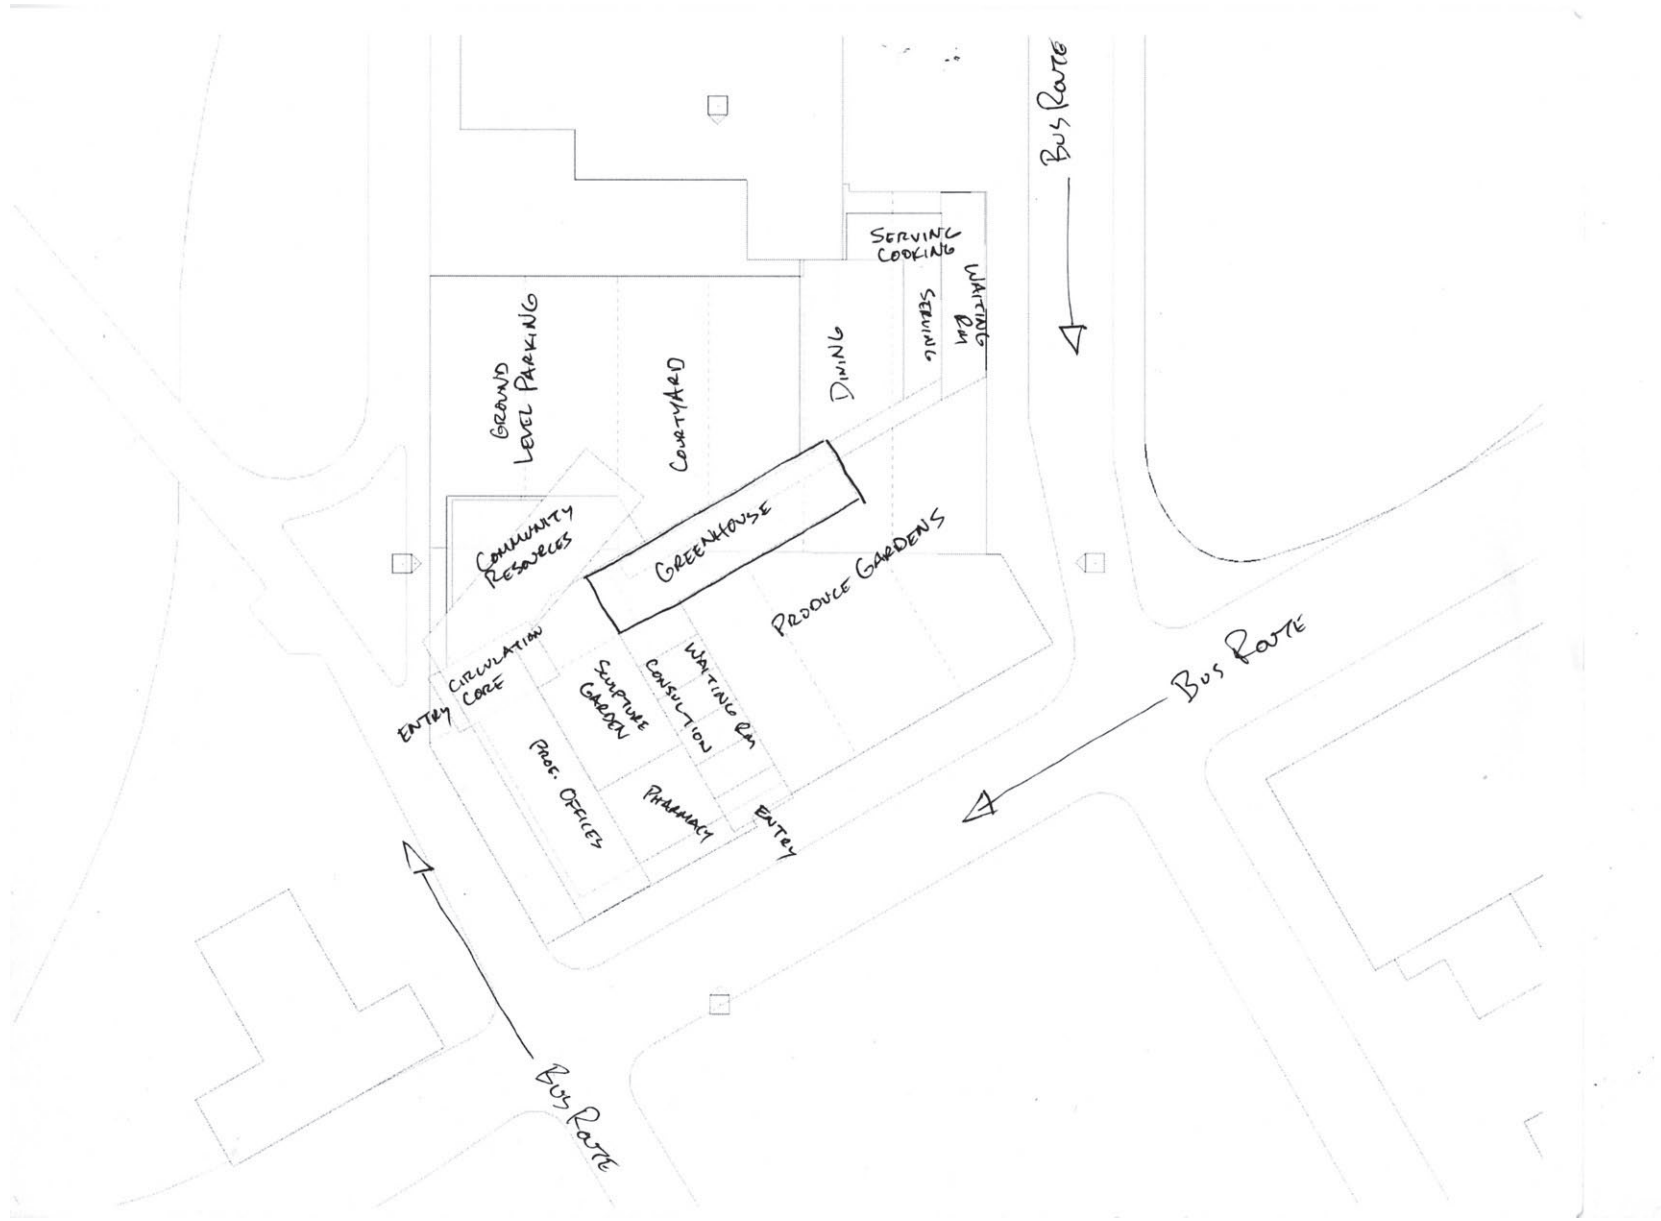 BUS ROUTE
SERVING
COOKING
WAITING
RM
SERVING
DINING
GROUND
LEVEL PARKING
COURTYARD
GREENHOUSE
COMMUNITY
RESOURCES
PRODUCE GARDENS
CIRCULATION
CORE
ENTRY
SCULPTURE
GARDEN
CONSULTION
WAITING RM
PROF. OFFICES
PHARMACY
ENTRY
BUS ROUTE
BUS ROUTE